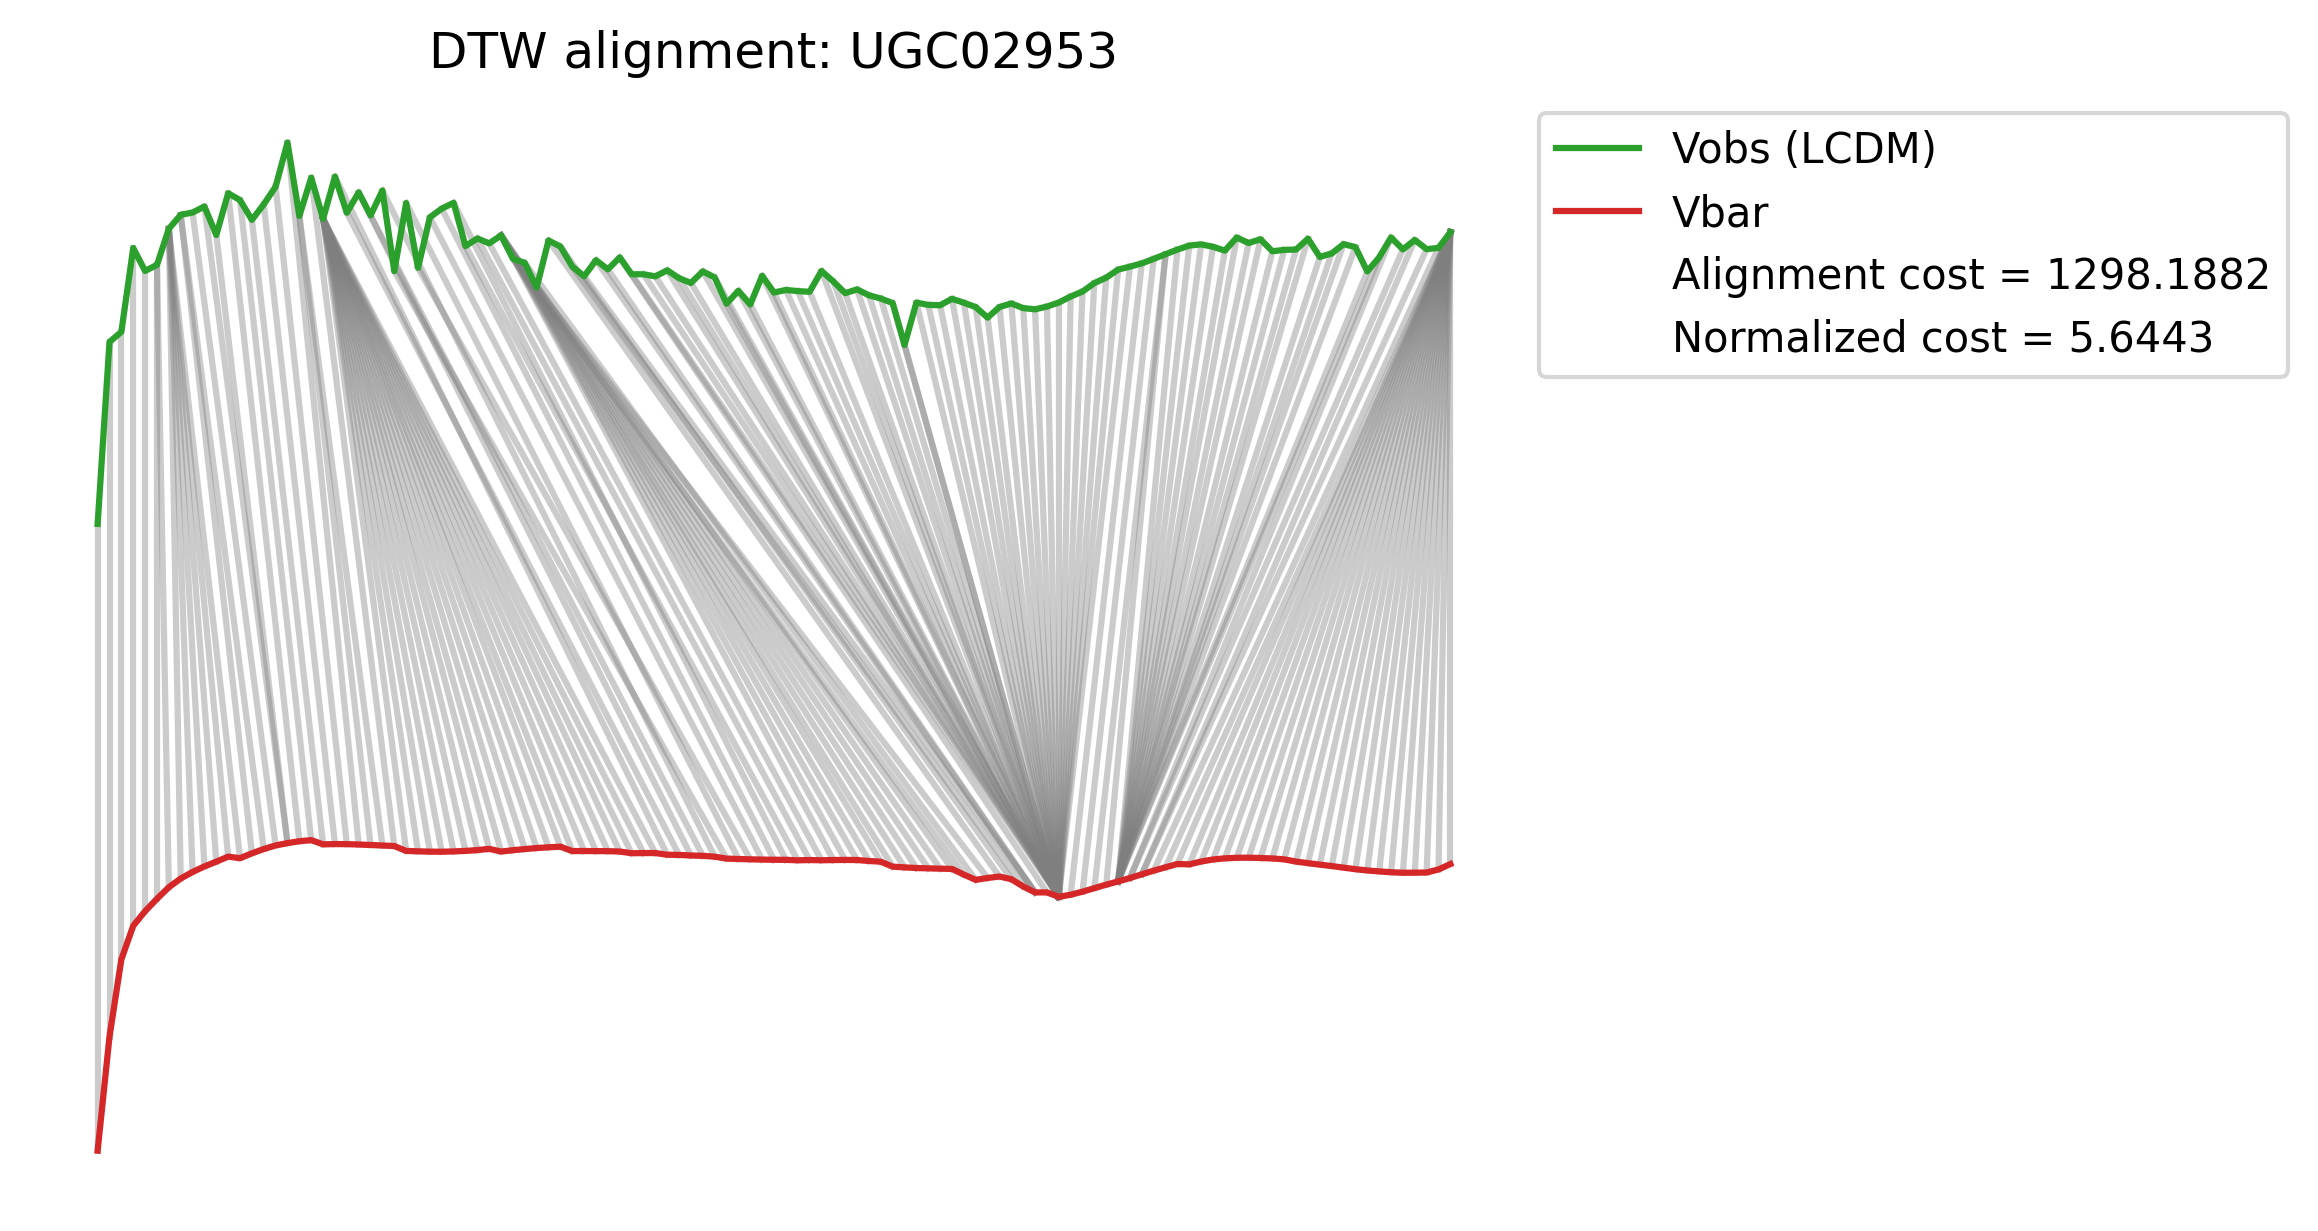 DTW alignment: UGC02953
Vobs (LCDM)
Vbar
Alignment cost = 1298.1882
Normalized cost = 5.6443